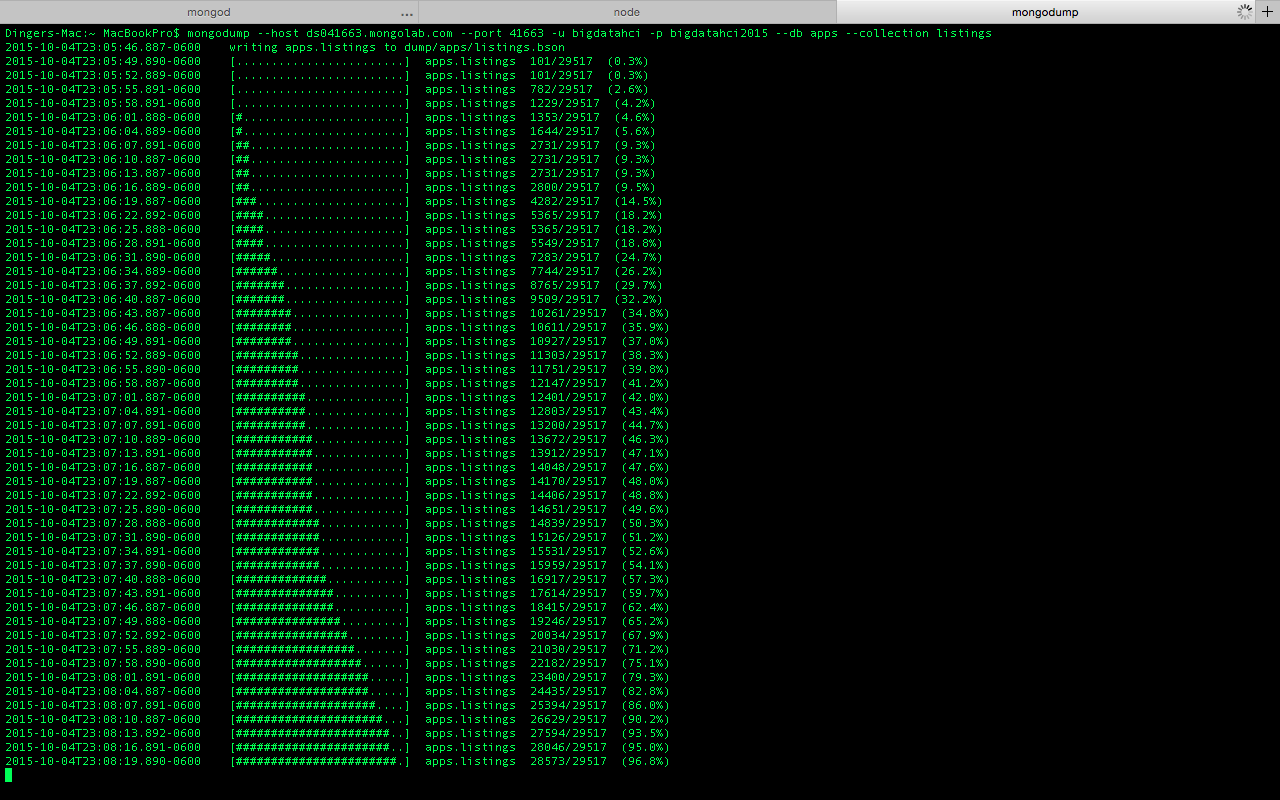 mongod ... node mongodump +
Dingers-Mac:~ MacBookPro$ mongodump --host ds041663.mongolab.com --port 41663 -u bigdatahci -p bigdatahci2015 --db apps --collection listings
2015-10-04T23:05:46.887-0600 writing apps.listings to dump/apps/listings.bson
2015-10-04T23:05:49.890-0600 [........................] apps.listings 101/29517 (0.3%)
2015-10-04T23:05:52.889-0600 [........................] apps.listings 101/29517 (0.3%)
2015-10-04T23:05:55.891-0600 [........................] apps.listings 782/29517 (2.6%)
2015-10-04T23:05:58.891-0600 [........................] apps.listings 1229/29517 (4.2%)
2015-10-04T23:06:01.888-0600 [#.......................] apps.listings 1353/29517 (4.6%)
2015-10-04T23:06:04.889-0600 [#.......................] apps.listings 1644/29517 (5.6%)
2015-10-04T23:06:07.891-0600 [##......................] apps.listings 2731/29517 (9.3%)
2015-10-04T23:06:10.887-0600 [##......................] apps.listings 2731/29517 (9.3%)
2015-10-04T23:06:13.887-0600 [##......................] apps.listings 2731/29517 (9.3%)
2015-10-04T23:06:16.889-0600 [##......................] apps.listings 2800/29517 (9.5%)
2015-10-04T23:06:19.887-0600 [###.....................] apps.listings 4282/29517 (14.5%)
2015-10-04T23:06:22.892-0600 [####....................] apps.listings 5365/29517 (18.2%)
2015-10-04T23:06:25.888-0600 [####....................] apps.listings 5365/29517 (18.2%)
2015-10-04T23:06:28.891-0600 [####....................] apps.listings 5549/29517 (18.8%)
2015-10-04T23:06:31.890-0600 [#####...................] apps.listings 7283/29517 (24.7%)
2015-10-04T23:06:34.889-0600 [######..................] apps.listings 7744/29517 (26.2%)
2015-10-04T23:06:37.892-0600 [#######.................] apps.listings 8765/29517 (29.7%)
2015-10-04T23:06:40.887-0600 [#######.................] apps.listings 9509/29517 (32.2%)
2015-10-04T23:06:43.887-0600 [########................] apps.listings 10261/29517 (34.8%)
2015-10-04T23:06:46.888-0600 [########................] apps.listings 10611/29517 (35.9%)
2015-10-04T23:06:49.891-0600 [########................] apps.listings 10927/29517 (37.0%)
2015-10-04T23:06:52.889-0600 [#########...............] apps.listings 11303/29517 (38.3%)
2015-10-04T23:06:55.890-0600 [#########...............] apps.listings 11751/29517 (39.8%)
2015-10-04T23:06:58.887-0600 [#########...............] apps.listings 12147/29517 (41.2%)
2015-10-04T23:07:01.887-0600 [##########..............] apps.listings 12401/29517 (42.0%)
2015-10-04T23:07:04.891-0600 [##########..............] apps.listings 12803/29517 (43.4%)
2015-10-04T23:07:07.891-0600 [##########..............] apps.listings 13200/29517 (44.7%)
2015-10-04T23:07:10.889-0600 [###########.............] apps.listings 13672/29517 (46.3%)
2015-10-04T23:07:13.891-0600 [###########.............] apps.listings 13912/29517 (47.1%)
2015-10-04T23:07:16.887-0600 [###########.............] apps.listings 14048/29517 (47.6%)
2015-10-04T23:07:19.887-0600 [###########.............] apps.listings 14170/29517 (48.0%)
2015-10-04T23:07:22.892-0600 [###########.............] apps.listings 14406/29517 (48.8%)
2015-10-04T23:07:25.890-0600 [###########.............] apps.listings 14651/29517 (49.6%)
2015-10-04T23:07:28.888-0600 [############............] apps.listings 14839/29517 (50.3%)
2015-10-04T23:07:31.890-0600 [############............] apps.listings 15126/29517 (51.2%)
2015-10-04T23:07:34.891-0600 [############............] apps.listings 15531/29517 (52.6%)
2015-10-04T23:07:37.890-0600 [############............] apps.listings 15959/29517 (54.1%)
2015-10-04T23:07:40.888-0600 [#############...........] apps.listings 16917/29517 (57.3%)
2015-10-04T23:07:43.891-0600 [##############..........] apps.listings 17614/29517 (59.7%)
2015-10-04T23:07:46.887-0600 [##############..........] apps.listings 18415/29517 (62.4%)
2015-10-04T23:07:49.888-0600 [###############.........] apps.listings 19246/29517 (65.2%)
2015-10-04T23:07:52.892-0600 [################........] apps.listings 20034/29517 (67.9%)
2015-10-04T23:07:55.889-0600 [#################.......] apps.listings 21030/29517 (71.2%)
2015-10-04T23:07:58.890-0600 [##################......] apps.listings 22182/29517 (75.1%)
2015-10-04T23:08:01.891-0600 [###################.....] apps.listings 23400/29517 (79.3%)
2015-10-04T23:08:04.887-0600 [###################.....] apps.listings 24435/29517 (82.8%)
2015-10-04T23:08:07.891-0600 [####################....] apps.listings 25394/29517 (86.0%)
2015-10-04T23:08:10.887-0600 [#####################...] apps.listings 26629/29517 (90.2%)
2015-10-04T23:08:13.892-0600 [######################..] apps.listings 27594/29517 (93.5%)
2015-10-04T23:08:16.891-0600 [######################..] apps.listings 28046/29517 (95.0%)
2015-10-04T23:08:19.890-0600 [#######################.] apps.listings 28573/29517 (96.8%)